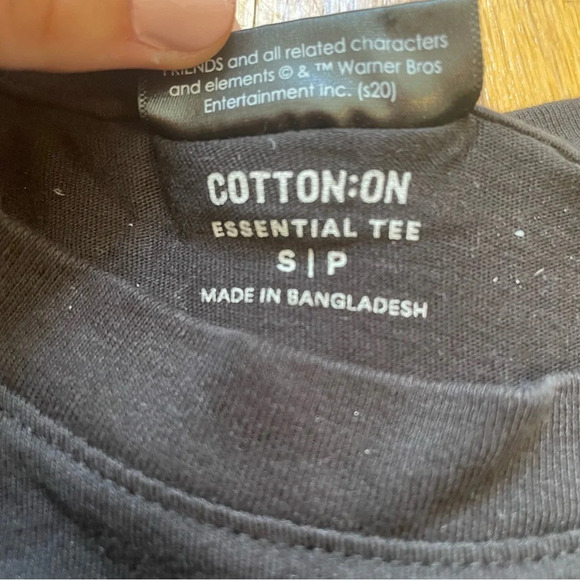 FRIENDS and all related characters
and elements © & ™ Warner Bros
Entertainment Inc. (s20)
COTTON:ON
ESSENTIAL TEE
S | P
MADE IN BANGLADESH